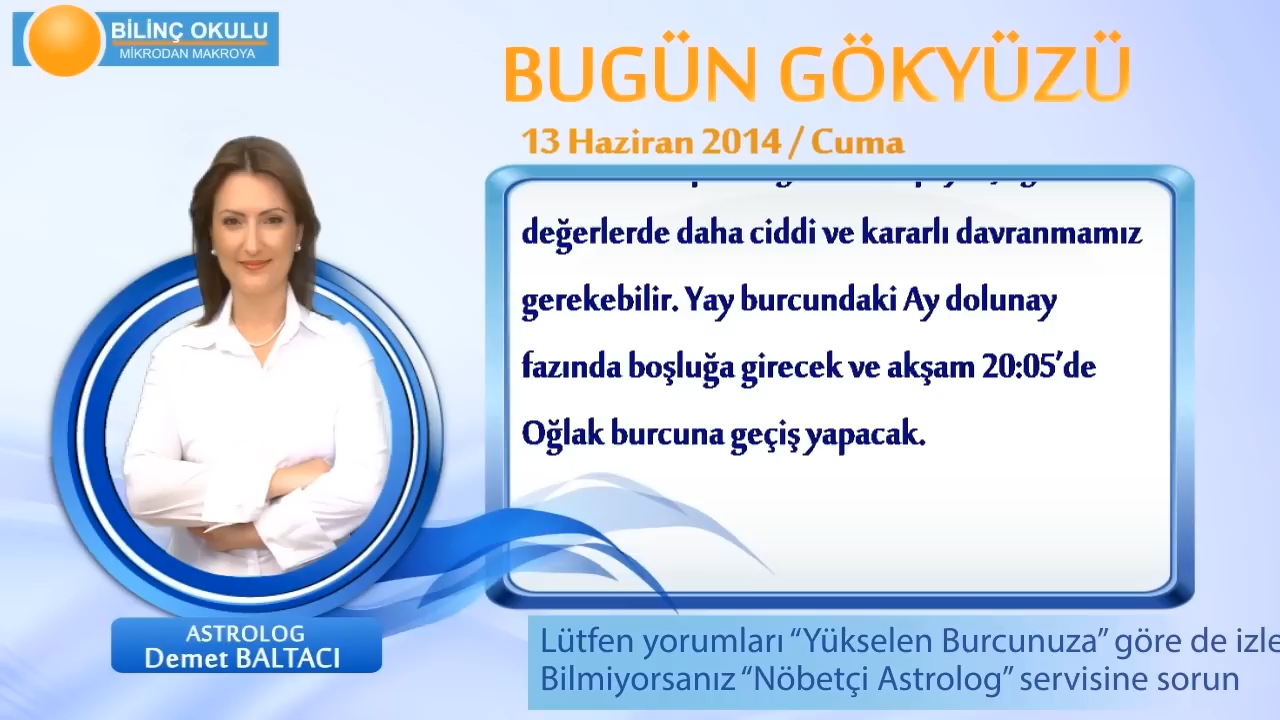 BİLİNÇ OKULU
MİKRODAN MAKROYA
BUGÜN GÖKYÜZÜ
13 Haziran 2014 / Cuma
değerlerde daha ciddi ve kararlı davranmamız
gerekebilir. Yay burcundaki Ay dolunay
fazında boşluğa girecek ve akşam 20:05'de
Oğlak burcuna geçiş yapacak.
ASTROLOG
Demet BALTACI
Lütfen yorumları “Yükselen Burcunuza” göre de izle
Bilmiyorsanız “Nöbetçi Astrolog” servisine sorun